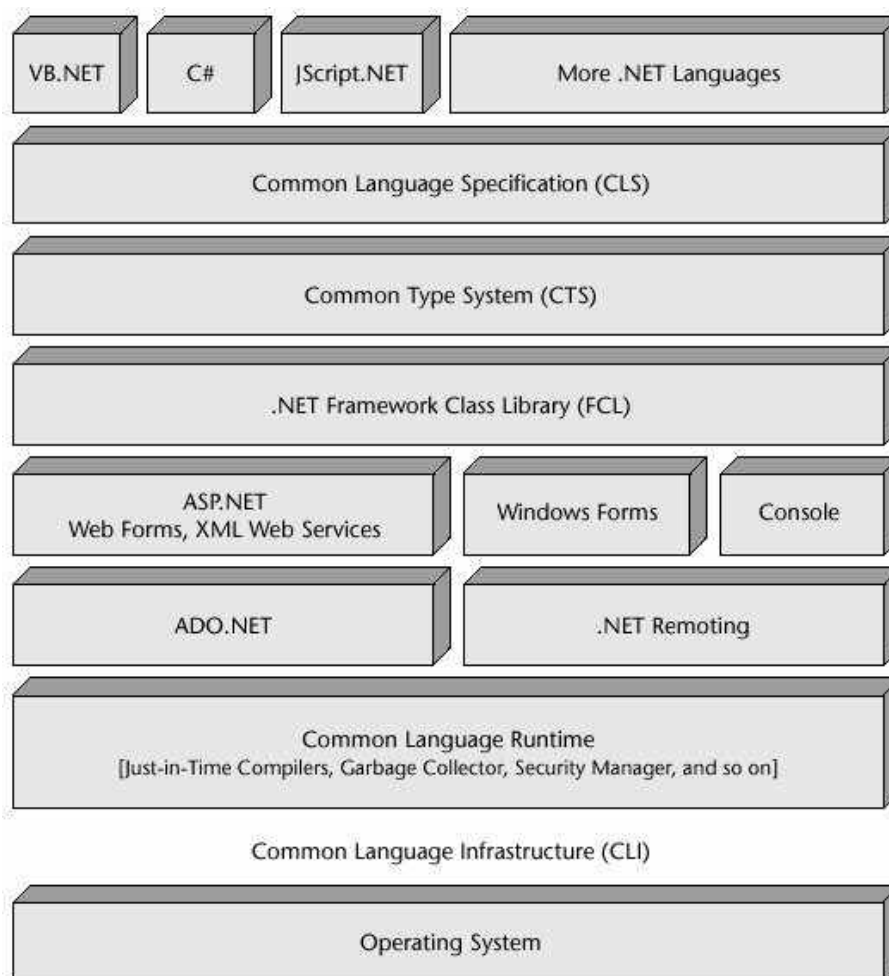 VB.NET
C#
JScript.NET
More .NET Languages
Common Language Specification (CLS)
Common Type System (CTS)
.NET Framework Class Library (FCL)
ASP.NET
Web Forms, XML Web Services
Windows Forms
Console
ADO.NET
.NET Remoting
Common Language Runtime
[Just-in-Time Compilers, Garbage Collector, Security Manager, and so on]
Common Language Infrastructure (CLI)
Operating System